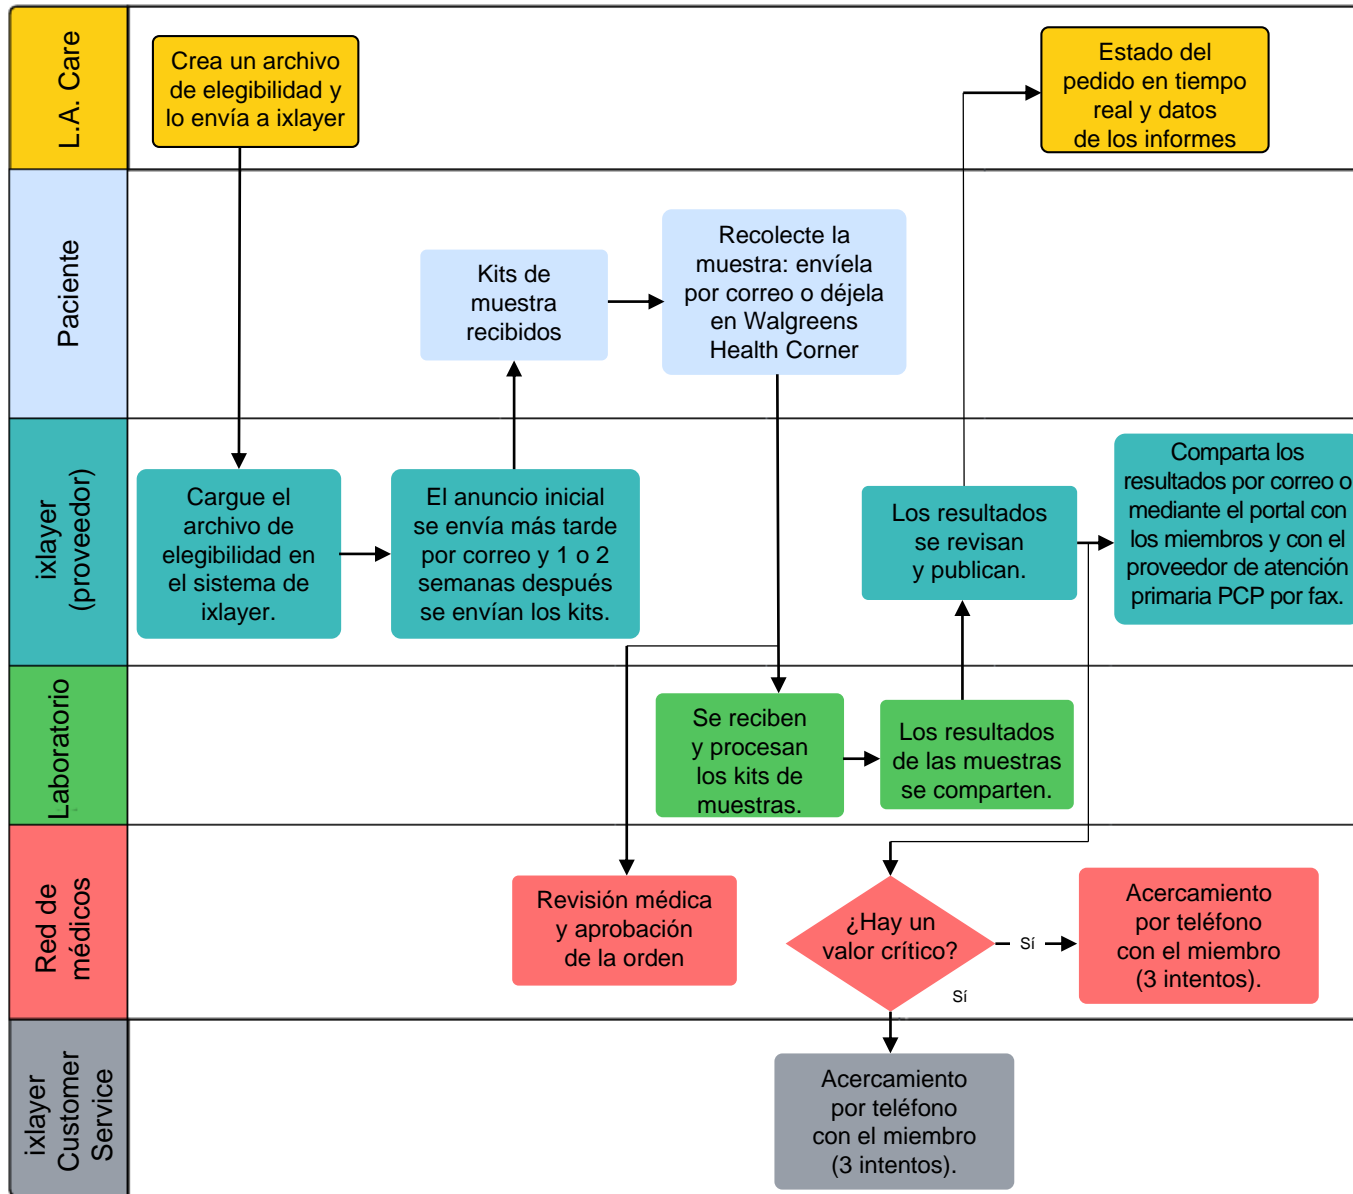 L.A. Care
Crea un archivo
de elegibilidad y
lo envía a ixlayer
Estado del
pedido en tiempo
real y datos
de los informes
Paciente
Kits de
muestra
recibidos
Recolecte la
muestra: envíela
por correo o déjela
en Walgreens
Health Corner
ixlayer
(proveedor)
Cargue el
archivo de
elegibilidad en
el sistema de
ixlayer.
El anuncio inicial
se envía más tarde
por correo y 1 o 2
semanas después
se envían los kits.
Los resultados
se revisan
y publican.
Comparta los
resultados por correo o
mediante el portal con
los miembros y con el
proveedor de atención
primaria PCP por fax.
Laboratorio
Se reciben
y procesan
los kits de
muestras.
Los resultados
de las muestras
se comparten.
Red de
médicos
Revisión médica
y aprobación
de la orden
¿Hay un
valor crítico?
Sí
Acercamiento
por teléfono
con el miembro
(3 intentos).
Sí
ixlayer
Customer
Service
Acercamiento
por teléfono
con el miembro
(3 intentos).